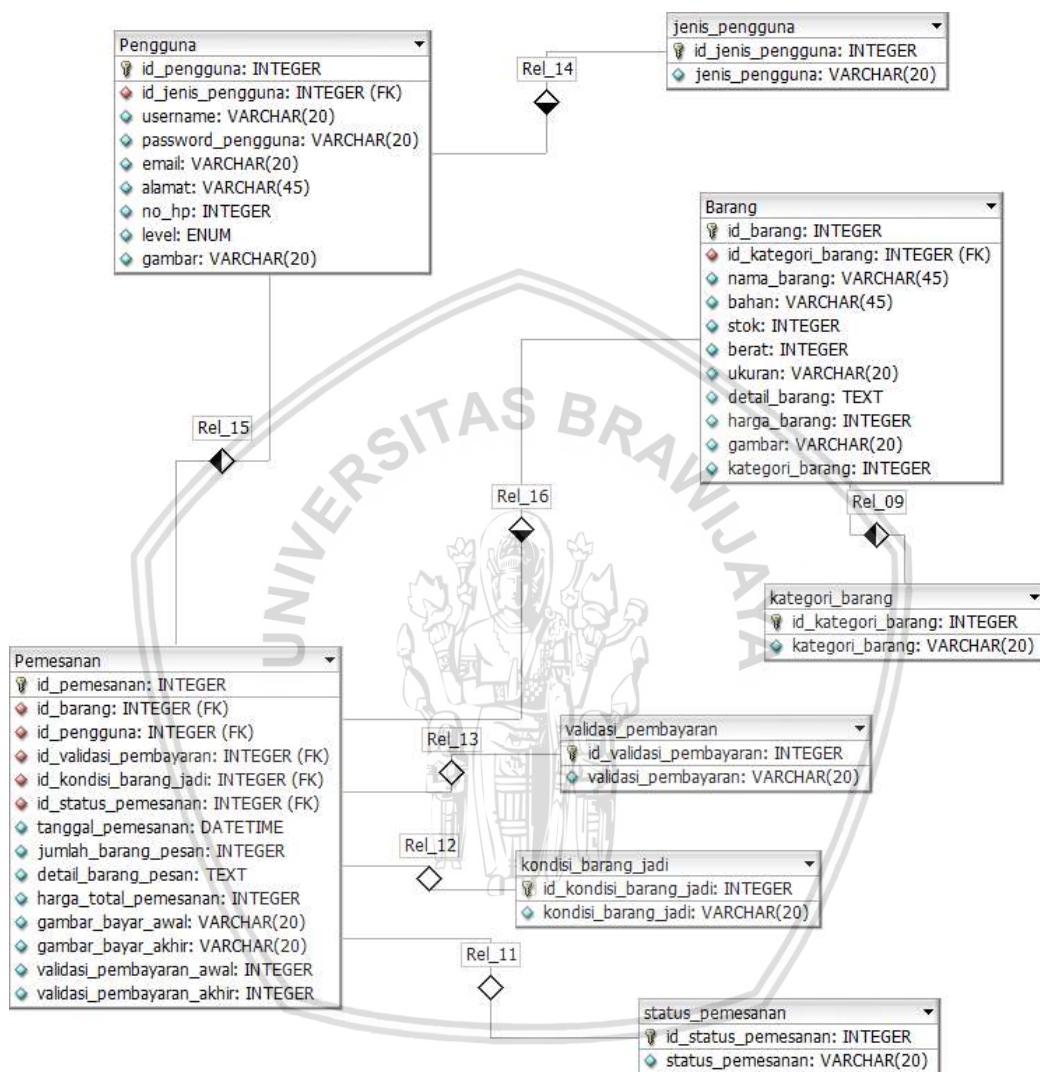 Pengguna
id_pengguna: INTEGER
id_jenis_pengguna: INTEGER (FK)
username: VARCHAR(20)
password_pengguna: VARCHAR(20)
email: VARCHAR(20)
alamat: VARCHAR(45)
no_hp: INTEGER
level: ENUM
gambar: VARCHAR(20)
Rel_14
jenis_pengguna
id_jenis_pengguna: INTEGER
jenis_pengguna: VARCHAR(20)
Barang
id_barang: INTEGER
id_kategori_barang: INTEGER (FK)
nama_barang: VARCHAR(45)
bahan: VARCHAR(45)
stok: INTEGER
berat: INTEGER
ukuran: VARCHAR(20)
detail_barang: TEXT
harga_barang: INTEGER
gambar: VARCHAR(20)
kategori_barang: INTEGER
Rel_15
Rel_16
Rel_09
UNIVERSITAS BRAWIJAYA
kategori_barang
id_kategori_barang: INTEGER
kategori_barang: VARCHAR(20)
Pemesanan
id_pemesanan: INTEGER
id_barang: INTEGER (FK)
id_pengguna: INTEGER (FK)
id_validasi_pembayaran: INTEGER (FK)
id_kondisi_barang_jadi: INTEGER (FK)
id_status_pemesanan: INTEGER (FK)
tanggal_pemesanan: DATETIME
jumlah_barang_pesan: INTEGER
detail_barang_pesan: TEXT
harga_total_pemesanan: INTEGER
gambar_bayar_awal: VARCHAR(20)
gambar_bayar_akhir: VARCHAR(20)
validasi_pembayaran_awal: INTEGER
validasi_pembayaran_akhir: INTEGER
Rel_13
validasi_pembayaran
id_validasi_pembayaran: INTEGER
validasi_pembayaran: VARCHAR(20)
Rel_12
kondisi_barang_jadi
id_kondisi_barang_jadi: INTEGER
kondisi_barang_jadi: VARCHAR(20)
Rel_11
status_pemesanan
id_status_pemesanan: INTEGER
status_pemesanan: VARCHAR(20)